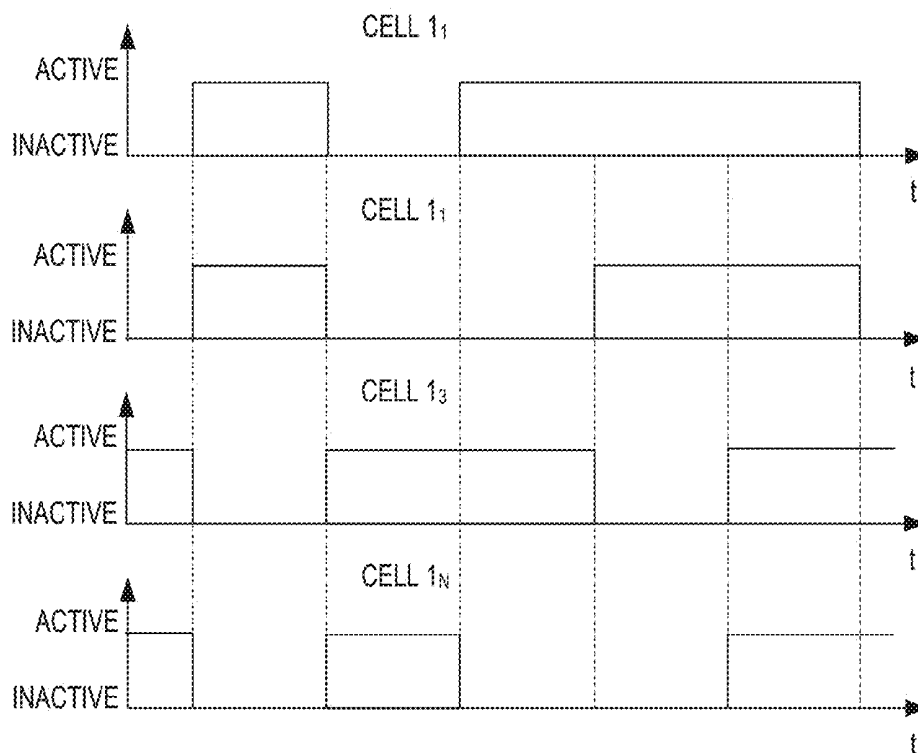 CELL 1₁
ACTIVE
INACTIVE
t
CELL 1₁
ACTIVE
INACTIVE
t
CELL 1₃
ACTIVE
INACTIVE
t
CELL 1N
ACTIVE
INACTIVE
t